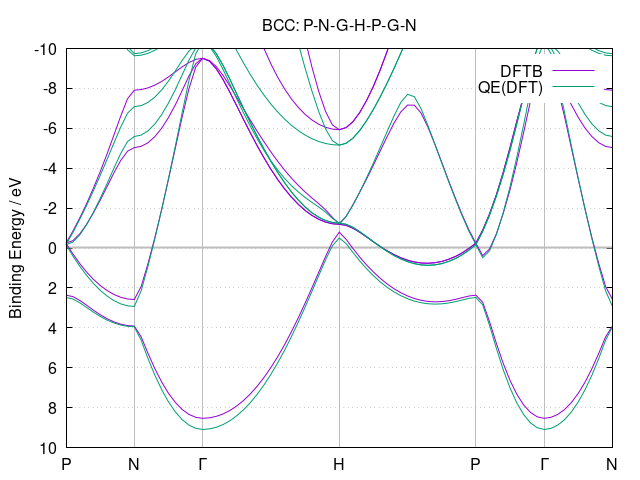 BCC: P-N-G-H-P-G-N
DFTB
QE(DFT)
Binding Energy / eV
-10
-8
-6
-4
-2
0
2
4
6
8
10
P N Γ H P Γ N